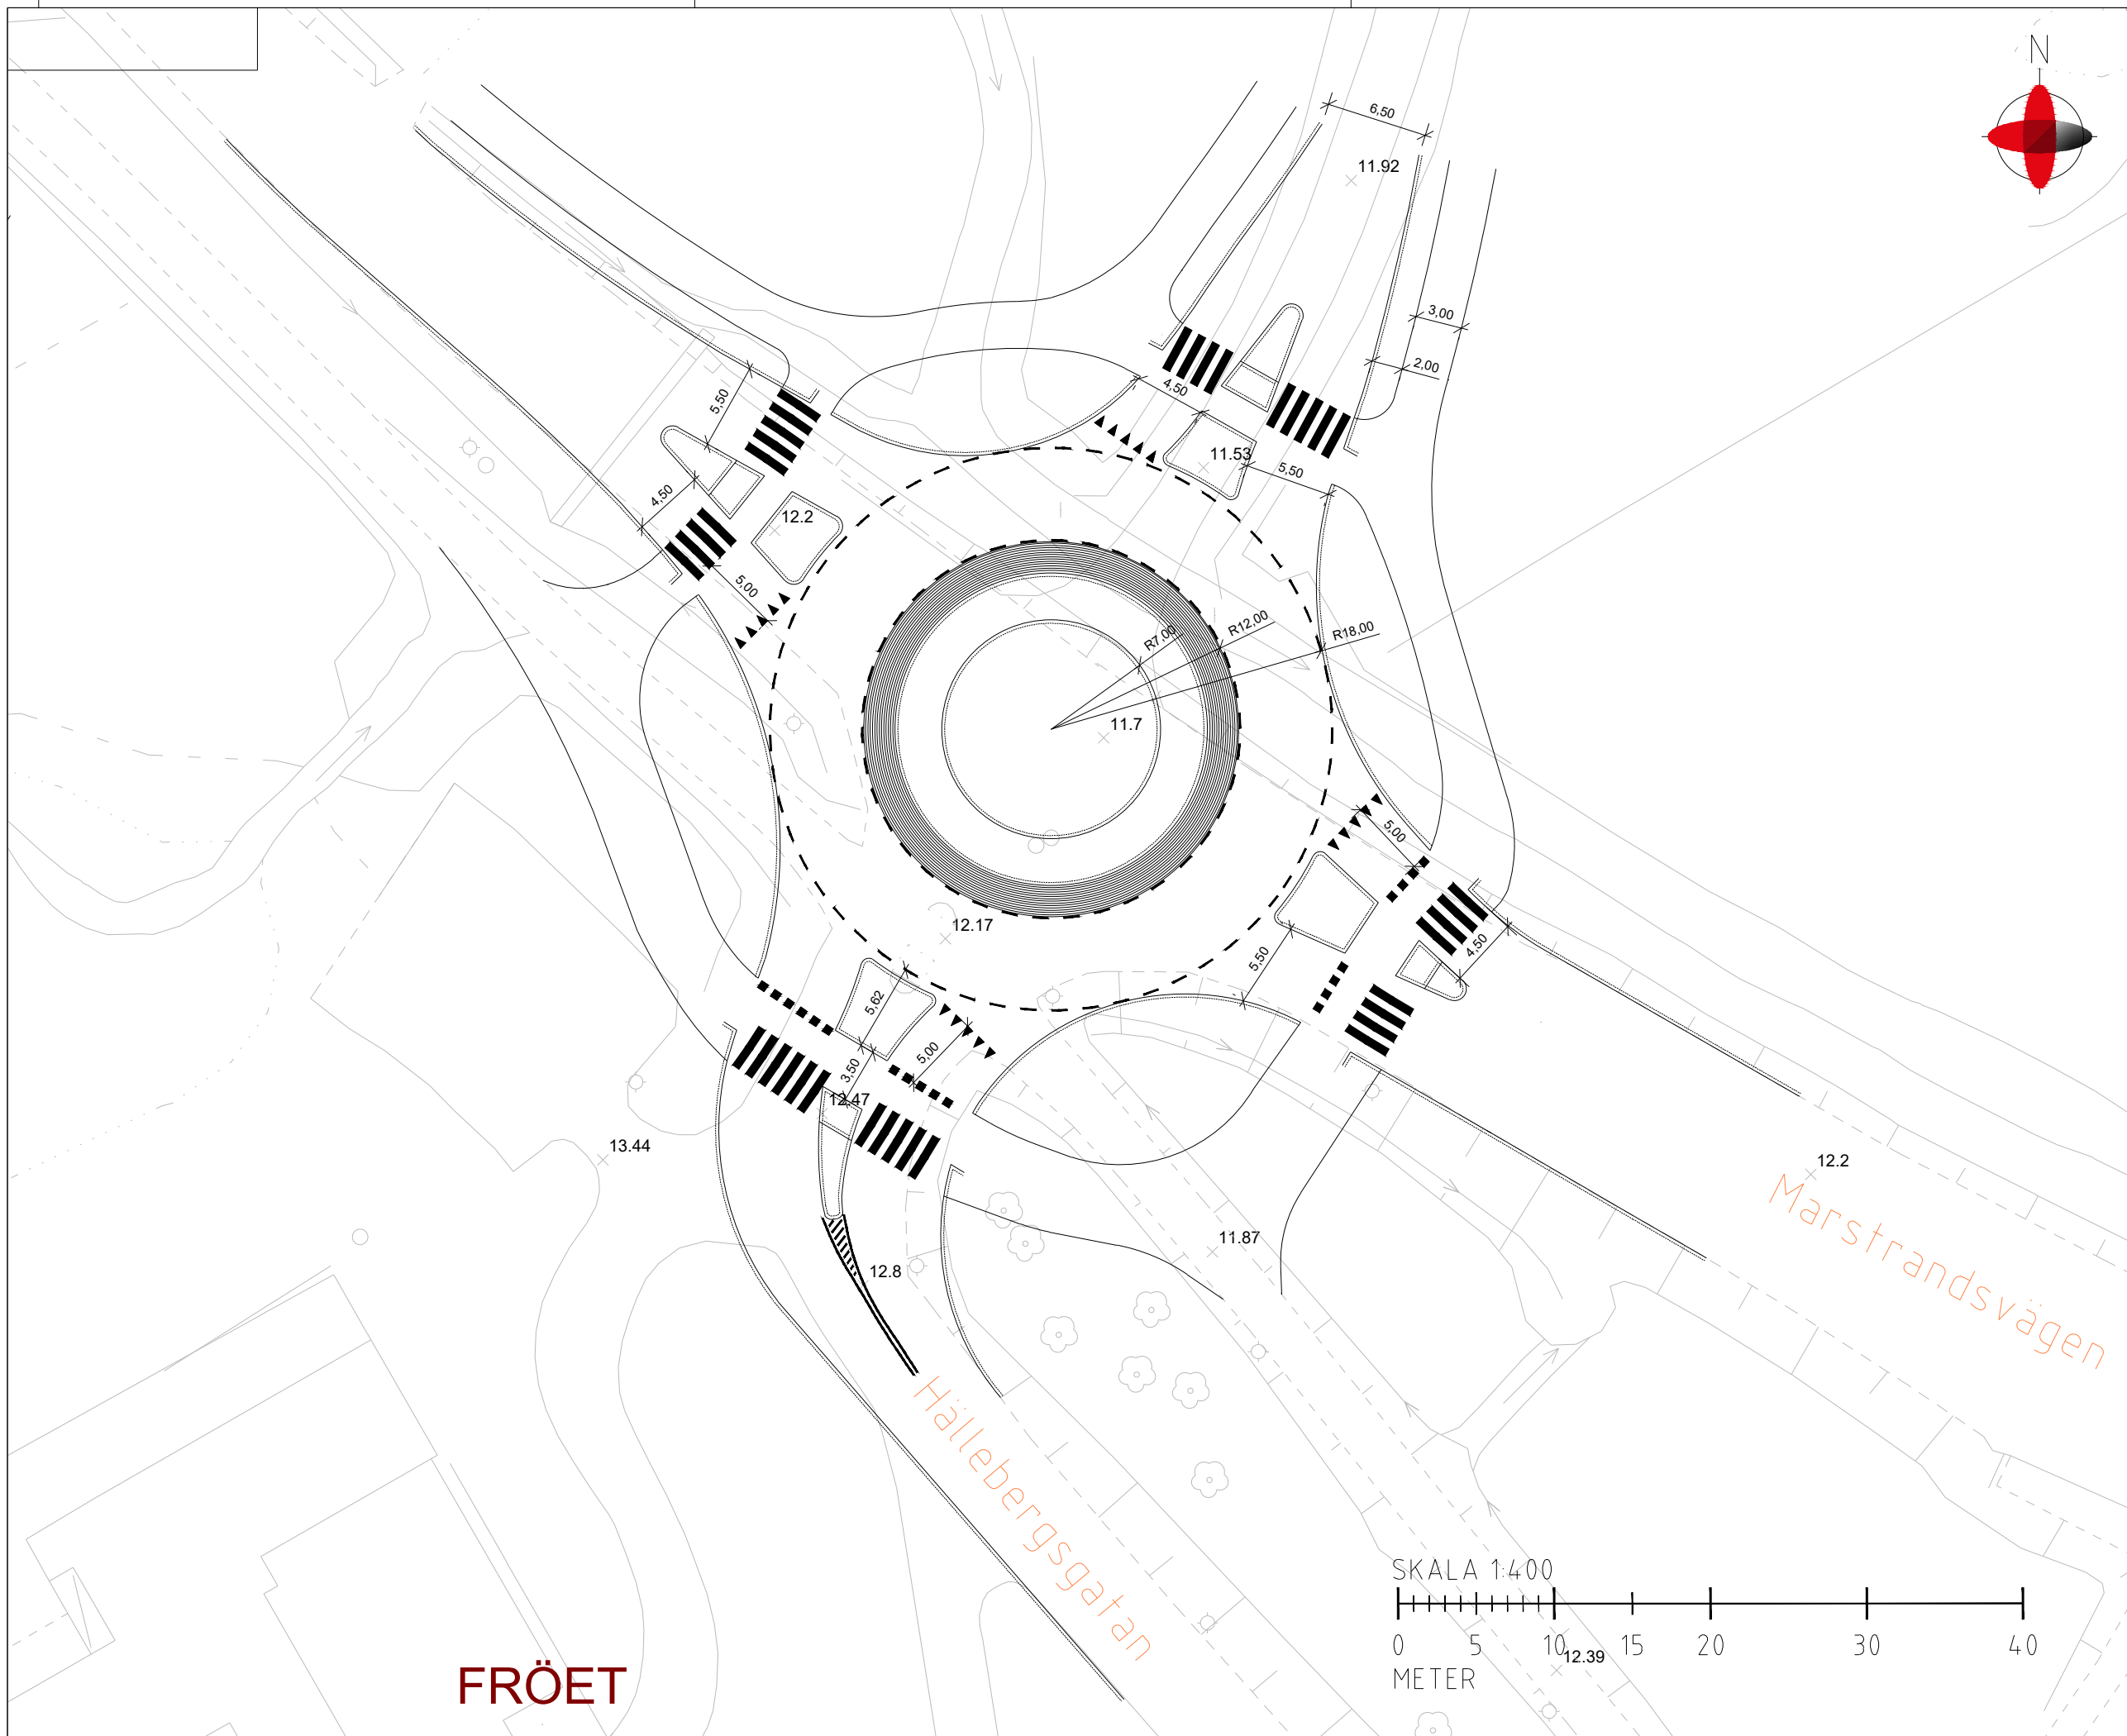 N
6,50
11.92
3,00
2,00
4,50
5,50
11.53
5,50
4,50
12.2
5,00
R7,00
R12,00
R18,00
11.7
5,00
12.17
4,50
5,50
5,62
5,00
3,50
12.47
13.44
12.2
Marstrandsvägen
11.87
12.8
Hällebergsgatan
SKALA 1:400
0 5 10 15 20 30 40
12.39
METER
FRÖET